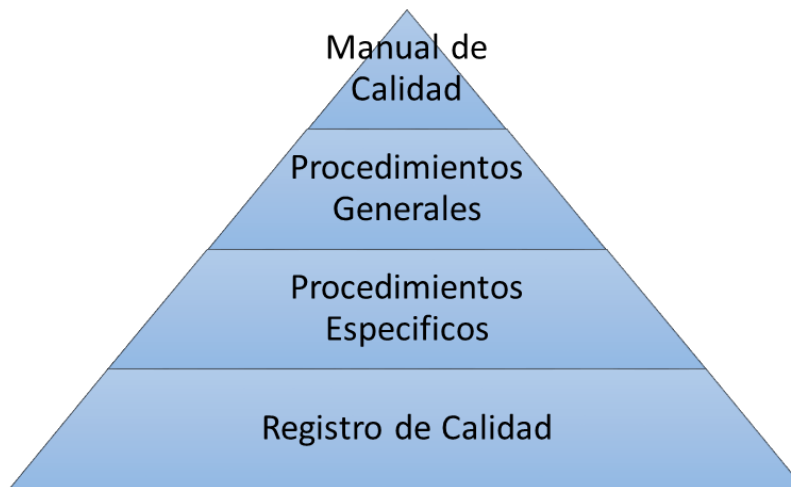 Manual de
Calidad
Procedimientos
Generales
Procedimientos
Especificos
Registro de Calidad